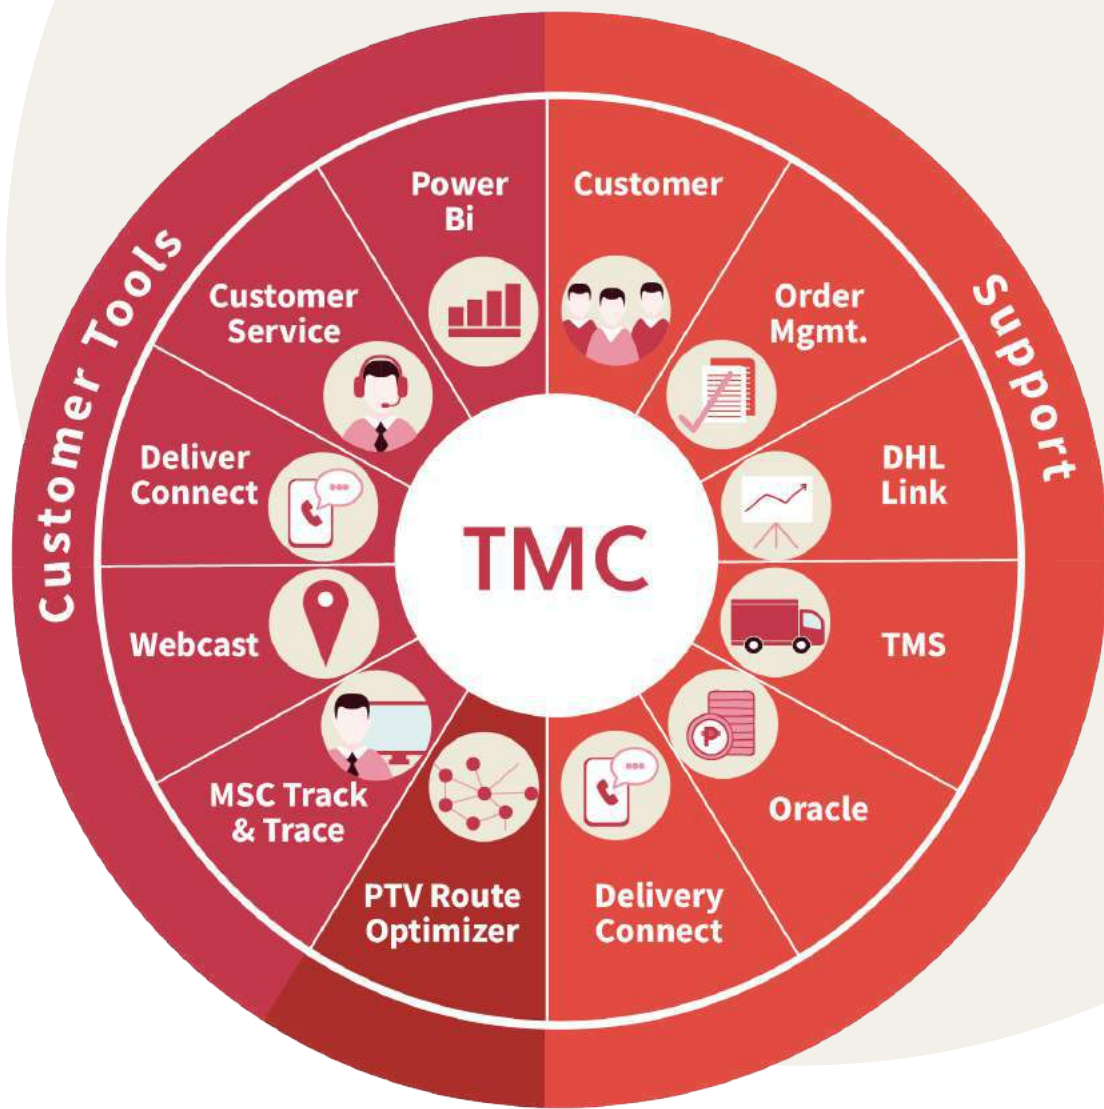 Customer Tools
Support
Power
Bi
Customer
Order
Mgmt.
DHL
Link
TMS
Oracle
Delivery
Connect
PTV Route
Optimizer
MSC Track
& Trace
Webcast
Deliver
Connect
Customer
Service
TMC
₱